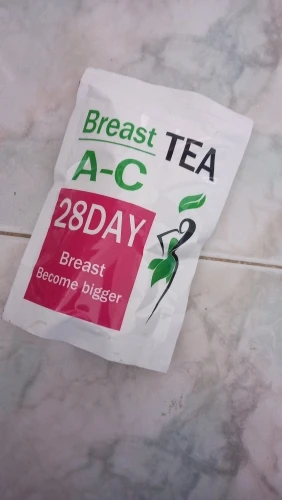 Breast TEA
A-C
28DAY
Breast
Become bigger